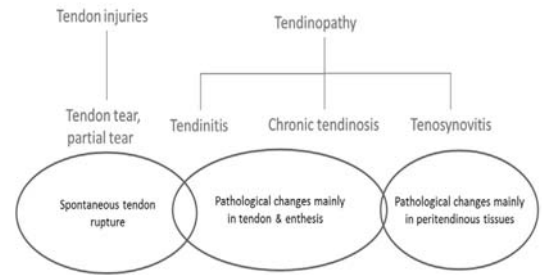 Tendon injuries
Tendinopathy
Tendon tear,
partial tear
Tendinitis
Chronic tendinosis
Tenosynovitis
Spontaneous tendon
rupture
Pathological changes mainly
in tendon & enthesis
Pathological changes mainly
in peritendinous tissues